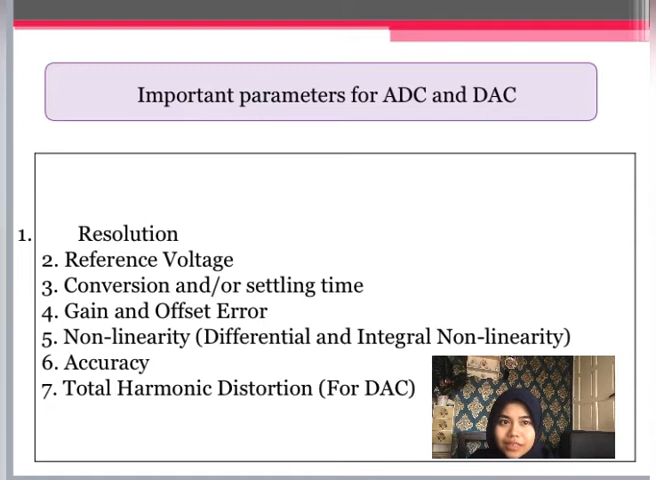 Important parameters for ADC and DAC
1. Resolution
2. Reference Voltage
3. Conversion and/or settling time
4. Gain and Offset Error
5. Non-linearity (Differential and Integral Non-linearity)
6. Accuracy
7. Total Harmonic Distortion (For DAC)